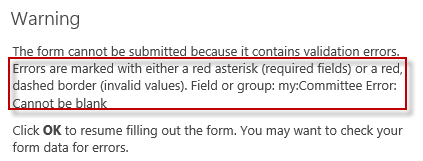 Warning
The form cannot be submitted because it contains validation errors.
Errors are marked with either a red asterisk (required fields) or a red,
dashed border (invalid values). Field or group: my:Committee Error:
Cannot be blank
Click OK to resume filling out the form. You may want to check your
form data for errors.